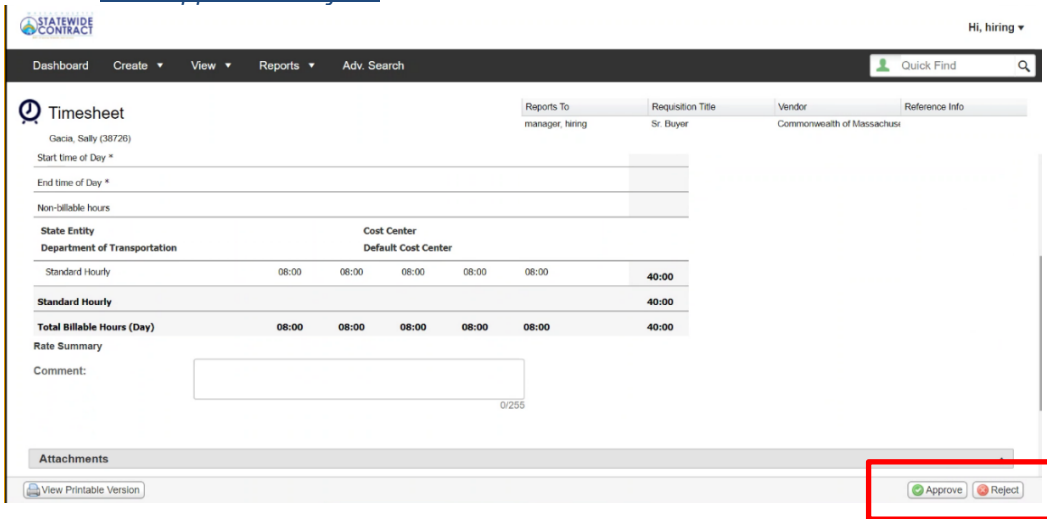 STATEWIDE
CONTRACT
Hi, hiring ▾
Dashboard Create ▾ View ▾ Reports ▾ Adv. Search Quick Find
Timesheet
Gacia, Sally (38726)
Reports To Requisition Title Vendor Reference Info
manager, hiring Sr. Buyer Commonwealth of Massachuse
Start time of Day *
End time of Day *
Non-billable hours
State Entity Cost Center
Department of Transportation Default Cost Center
Standard Hourly 08:00 08:00 08:00 08:00 08:00 40:00
Standard Hourly 40:00
Total Billable Hours (Day) 08:00 08:00 08:00 08:00 08:00 40:00
Rate Summary
Comment:
0/255
Attachments
View Printable Version Approve Reject